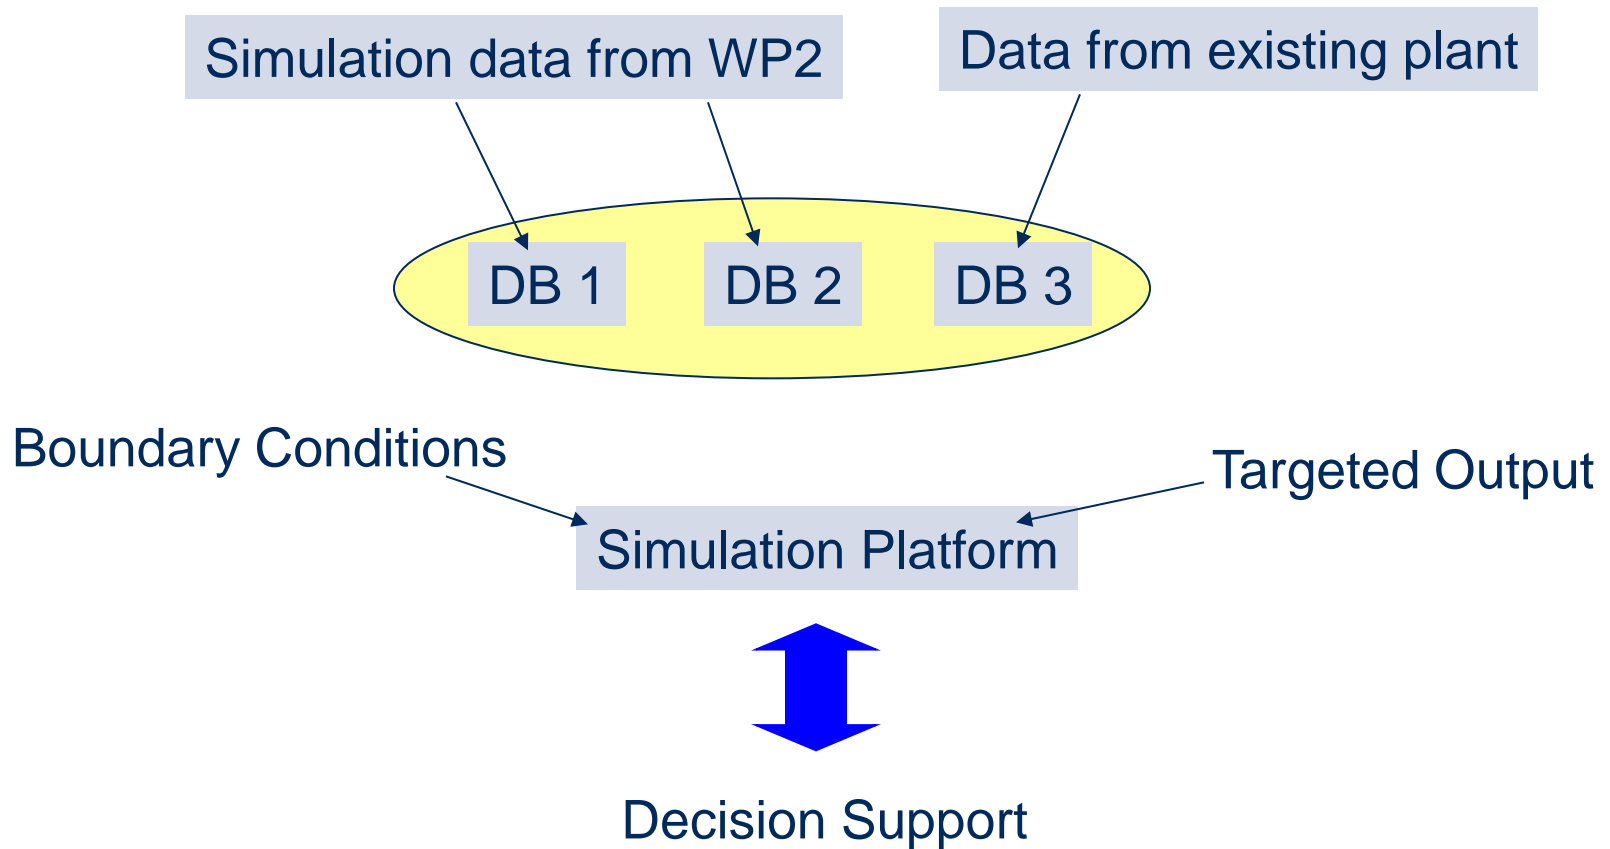 Simulation data from WP2
Data from existing plant
DB 1
DB 2
DB 3
Boundary Conditions
Targeted Output
Simulation Platform
Decision Support